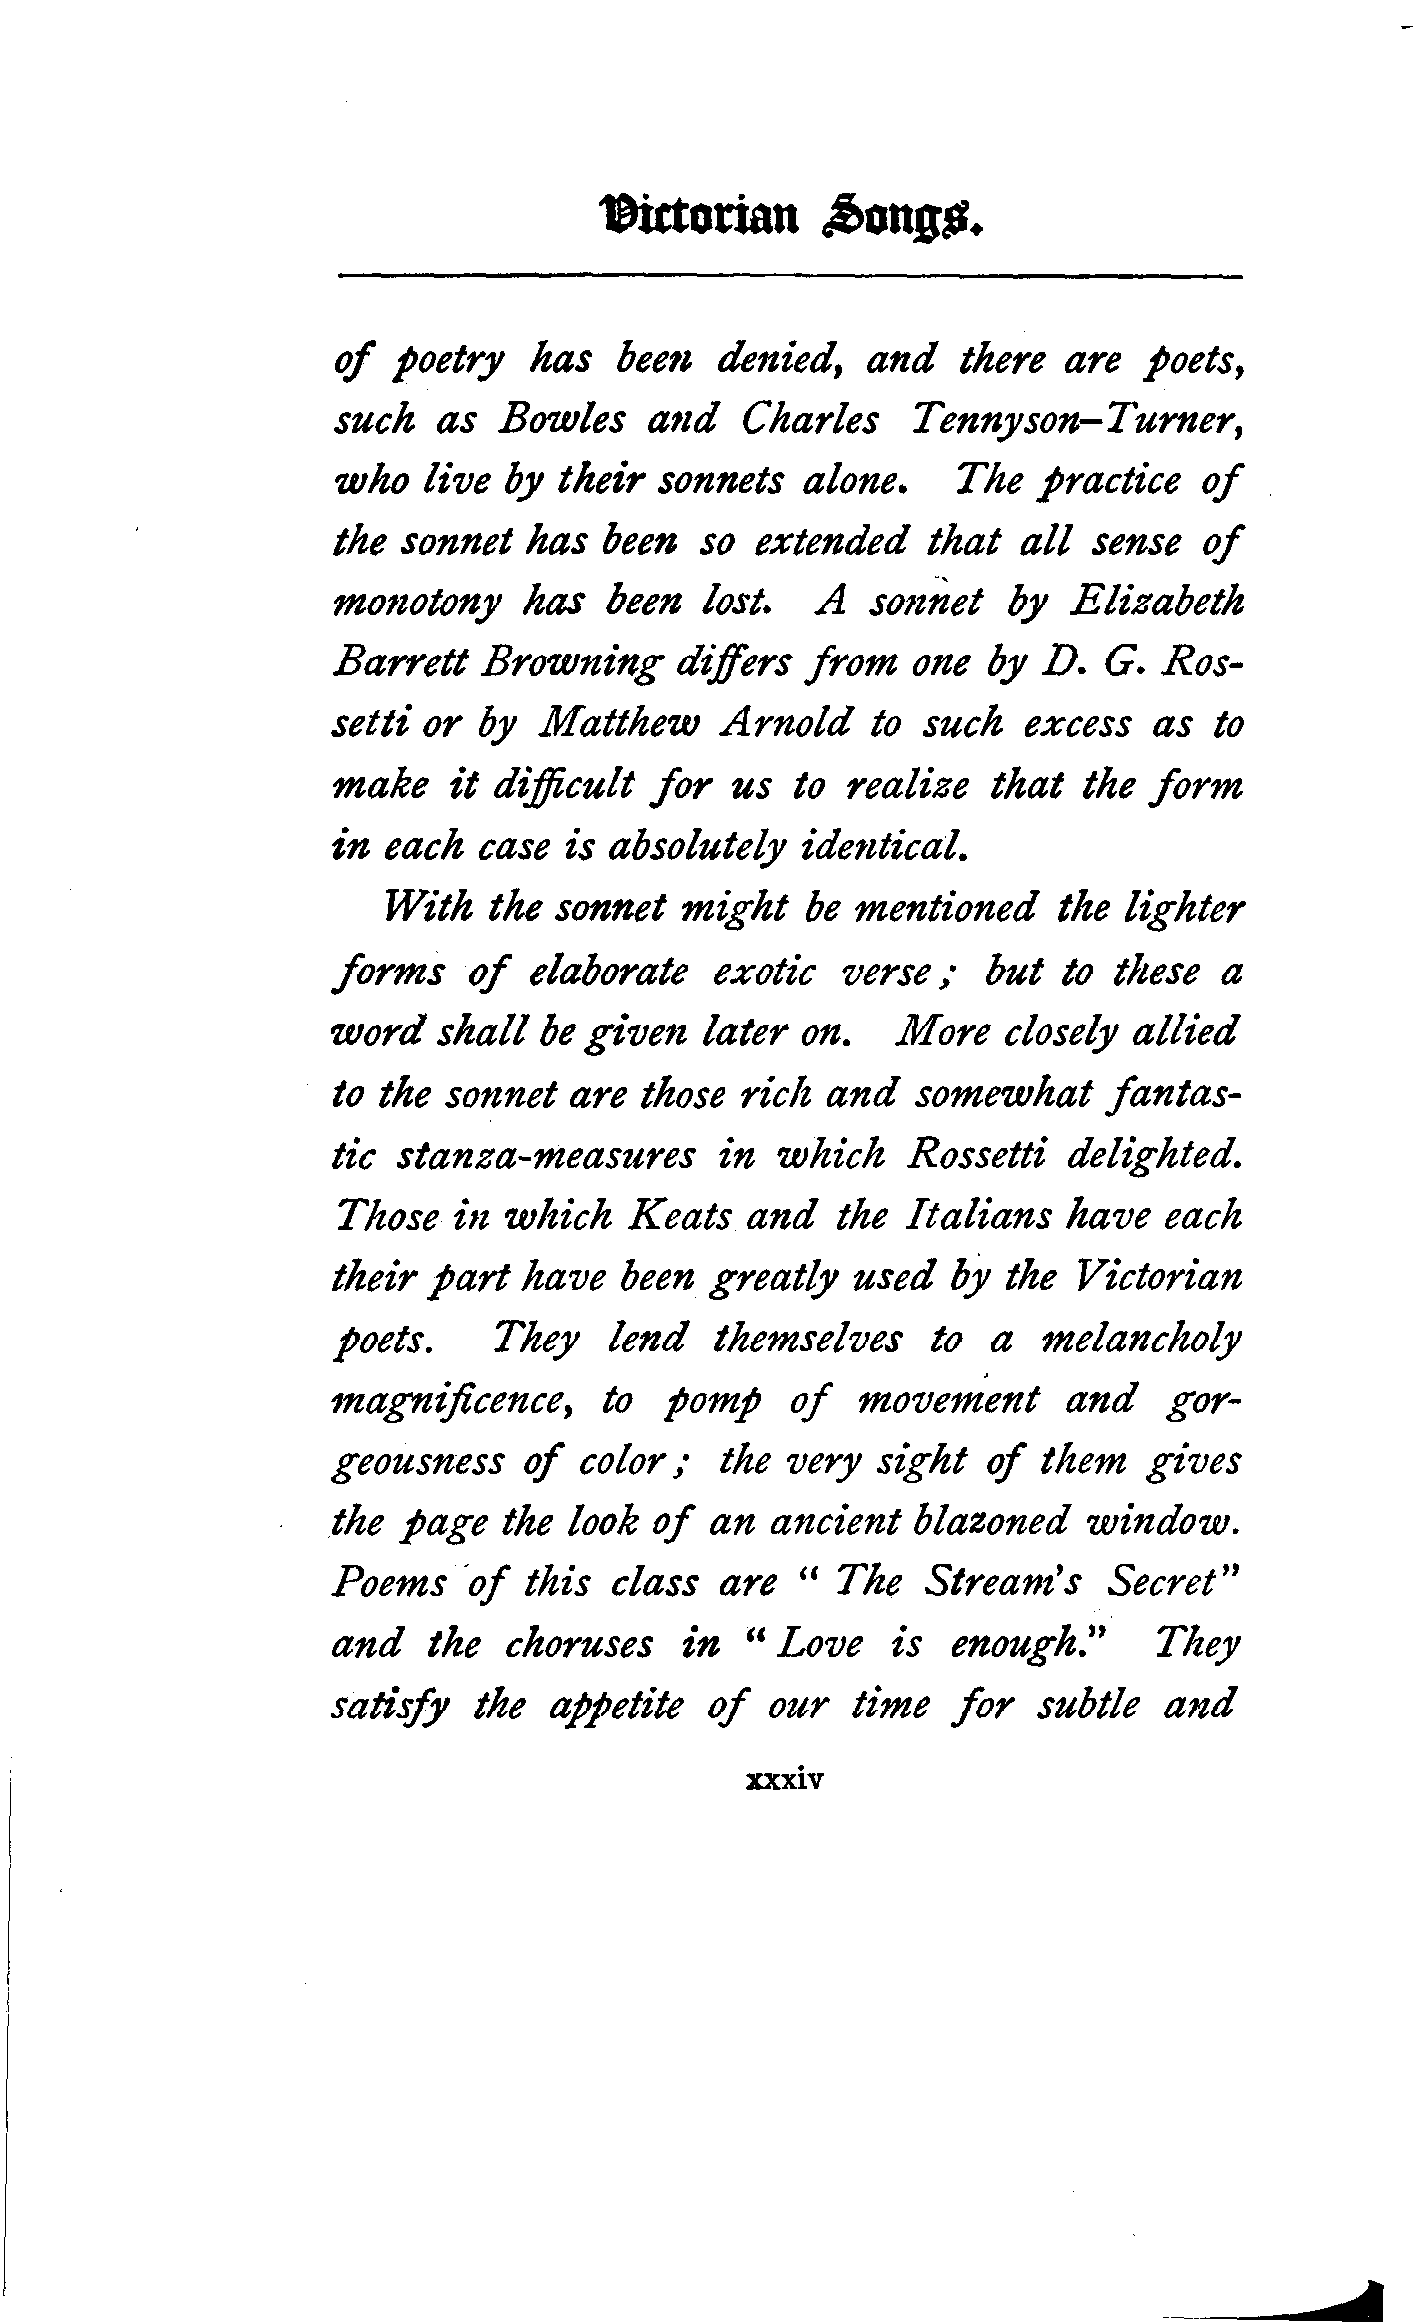 Victorian Songs.
of poetry has been denied, and there are poets,
such as Bowles and Charles Tennyson-Turner,
who live by their sonnets alone. The practice of
the sonnet has been so extended that all sense of
monotony has been lost. A sonnet by Elizabeth
Barrett Browning differs from one by D. G. Ros-
setti or by Matthew Arnold to such excess as to
make it difficult for us to realize that the form
in each case is absolutely identical.
With the sonnet might be mentioned the lighter
forms of elaborate exotic verse; but to these a
word shall be given later on. More closely allied
to the sonnet are those rich and somewhat fantas-
tic stanza-measures in which Rossetti delighted.
Those in which Keats and the Italians have each
their part have been greatly used by the Victorian
poets. They lend themselves to a melancholy
magnificence, to pomp of movement and gor-
geousness of color; the very sight of them gives
the page the look of an ancient blazoned window.
Poems of this class are "The Stream's Secret"
and the choruses in "Love is enough." They
satisfy the appetite of our time for subtle and
xxxiv